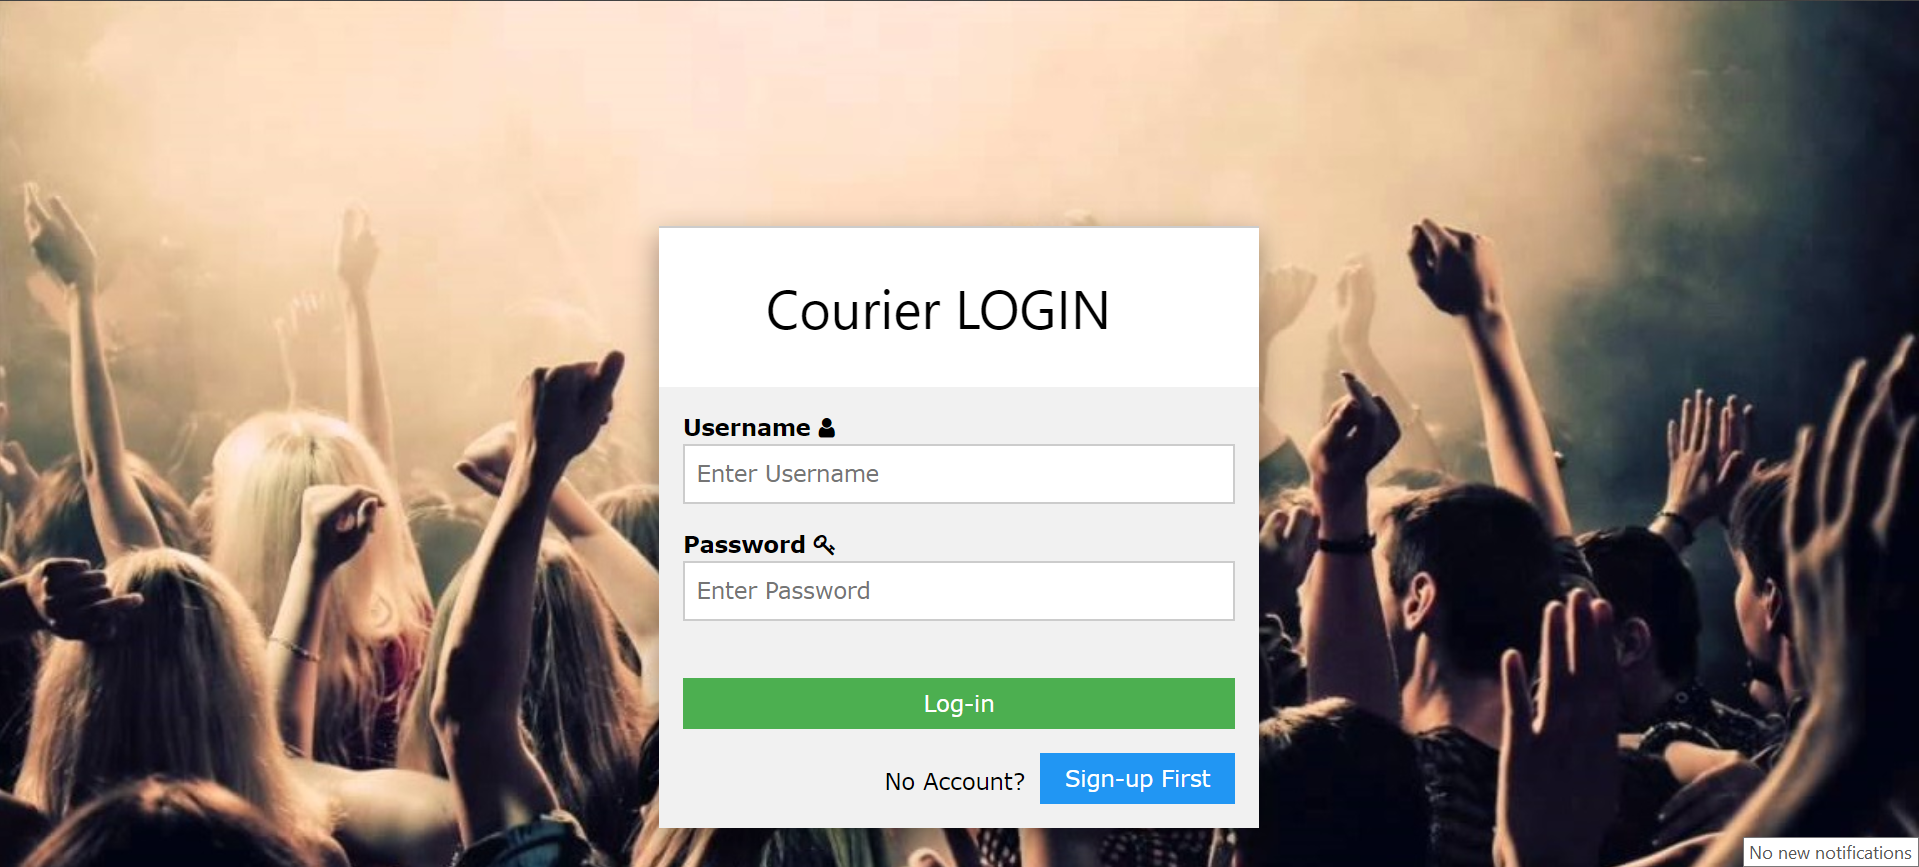 Courier LOGIN
Username
Enter Username
Password
Enter Password
Log-in
No Account? Sign-up First
No new notifications